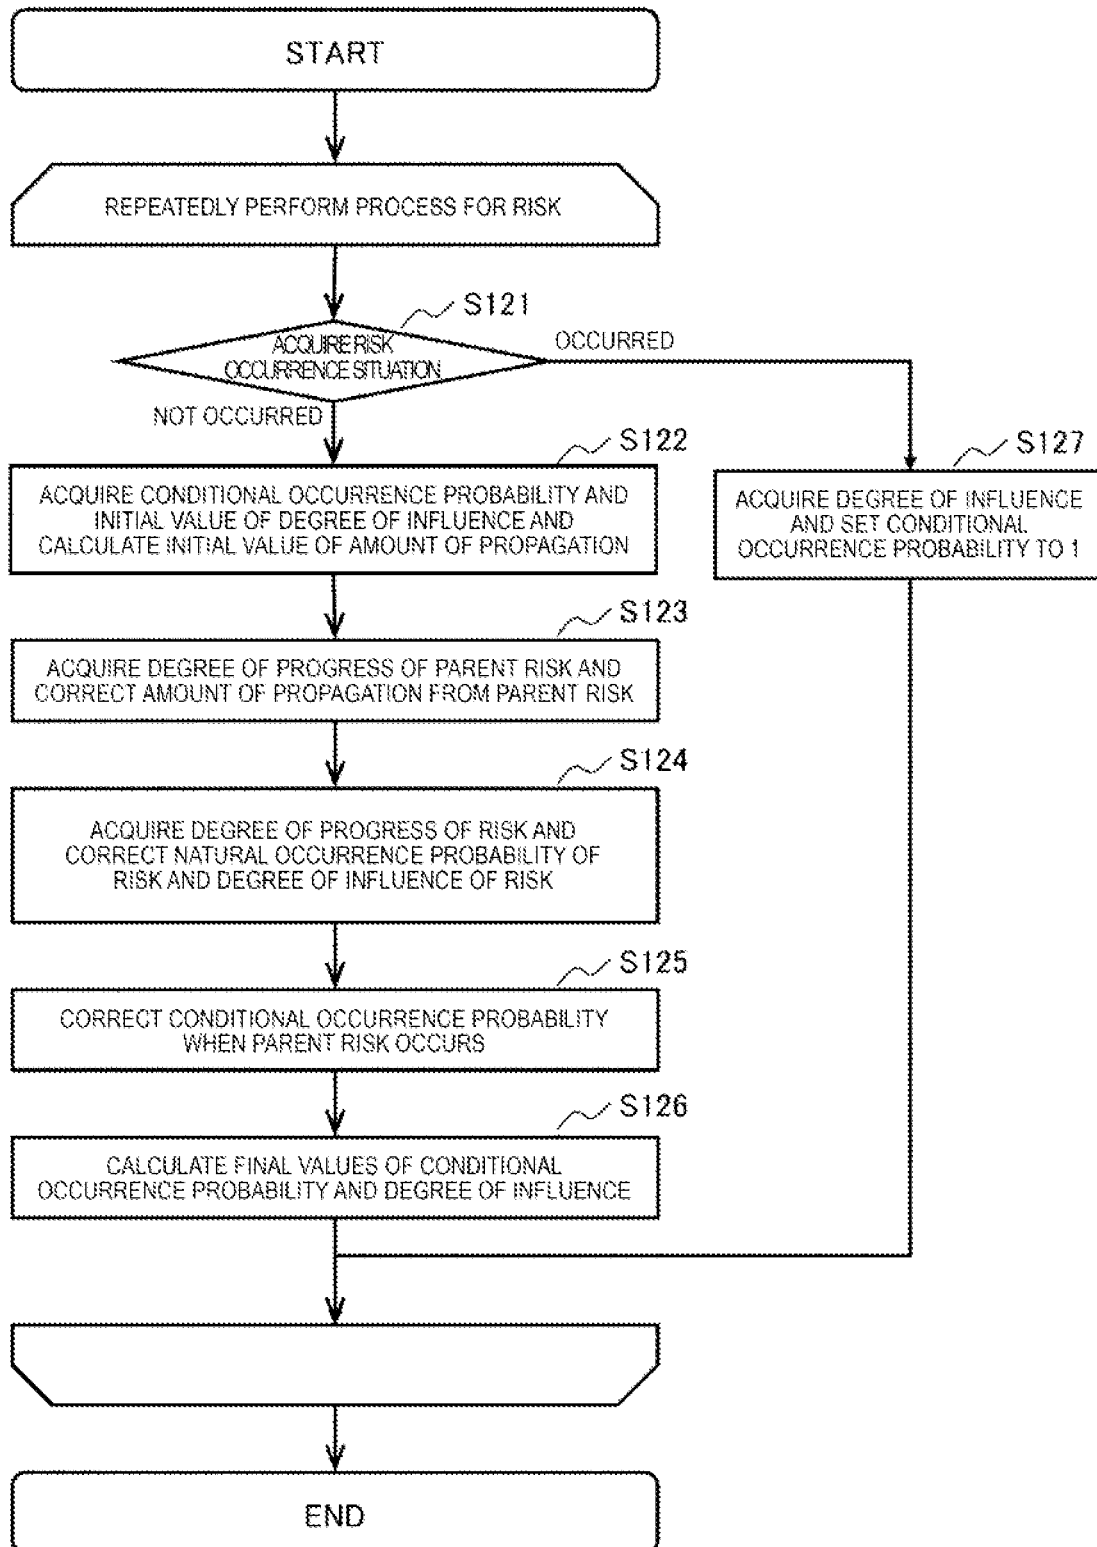 START
REPEATEDLY PERFORM PROCESS FOR RISK
S121
ACQUIRE RISK
OCCURRENCE SITUATION
OCCURRED
NOT OCCURRED
S122
ACQUIRE CONDITIONAL OCCURRENCE PROBABILITY AND
INITIAL VALUE OF DEGREE OF INFLUENCE AND
CALCULATE INITIAL VALUE OF AMOUNT OF PROPAGATION
S127
ACQUIRE DEGREE OF INFLUENCE
AND SET CONDITIONAL
OCCURRENCE PROBABILITY TO 1
S123
ACQUIRE DEGREE OF PROGRESS OF PARENT RISK AND
CORRECT AMOUNT OF PROPAGATION FROM PARENT RISK
S124
ACQUIRE DEGREE OF PROGRESS OF RISK AND
CORRECT NATURAL OCCURRENCE PROBABILITY OF
RISK AND DEGREE OF INFLUENCE OF RISK
S125
CORRECT CONDITIONAL OCCURRENCE PROBABILITY
WHEN PARENT RISK OCCURS
S126
CALCULATE FINAL VALUES OF CONDITIONAL
OCCURRENCE PROBABILITY AND DEGREE OF INFLUENCE
END